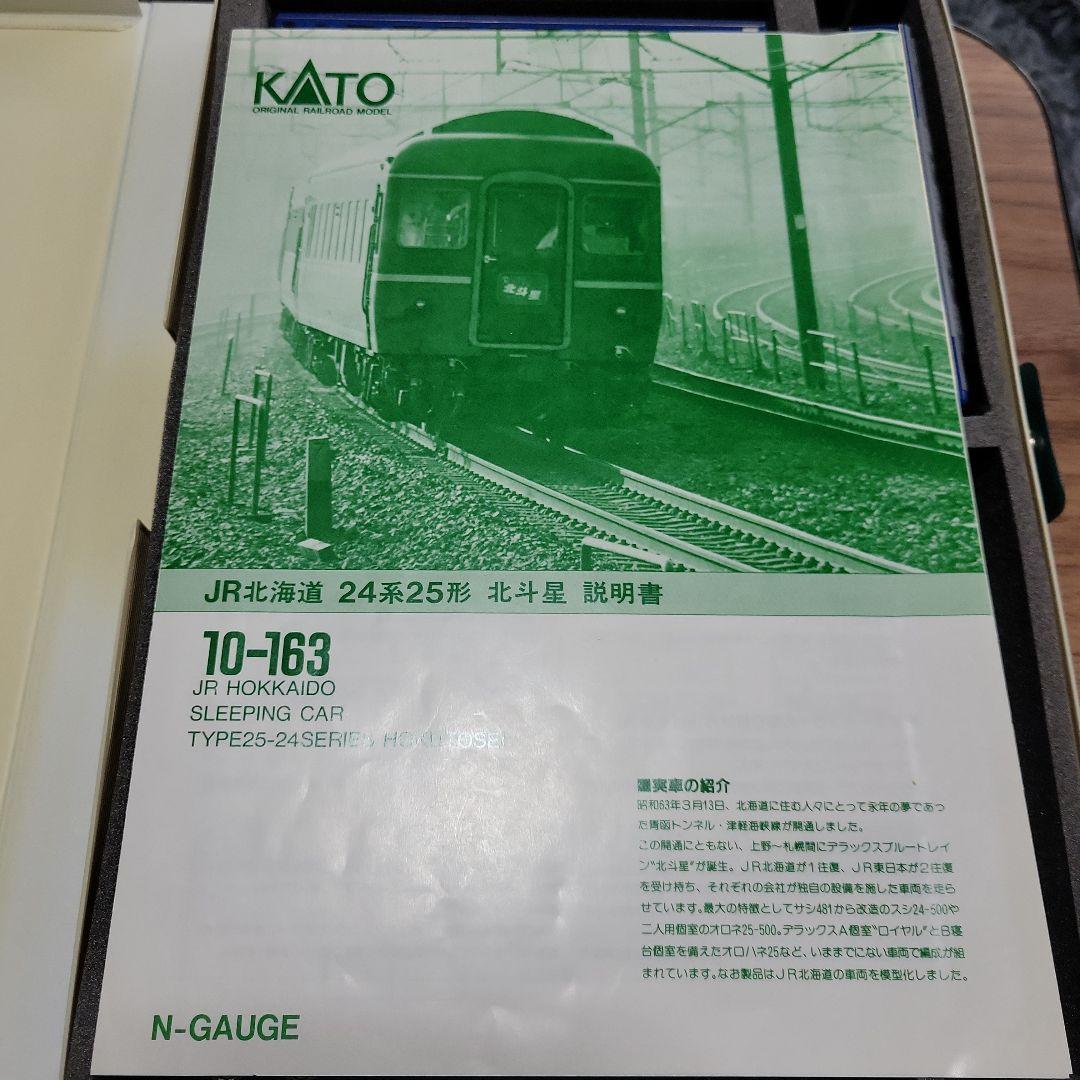 KATO
ORIGINAL RAILROAD MODEL
北斗星
JR北海道 24系25形 北斗星 説明書
10-163
JR HOKKAIDO
SLEEPING CAR
TYPE25-24SERIES HOKUTOSEI
実車の紹介
昭和63年3月13日、北海道に住む人々にとって永年の夢であっ
た青函トンネル・津軽海峡線が開通しました。
この開通にともない、上野〜札幌間にデラックスブルートレイ
ン"北斗星"が誕生。JR北海道が1往復、JR東日本が2往復
を受け持ち、それぞれの会社が独自の設備を施した車両を走ら
せています。最大の特徴としてサシ481から改造のスシ24-500や
二人用個室のオロネ25-500。デラックスA個室"ロイヤル"とB寝
台個室を備えたオロハネ25など、いままでにない車両で編成が組
まれています。なお製品はJR北海道の車両を模型化しました。
N-GAUGE